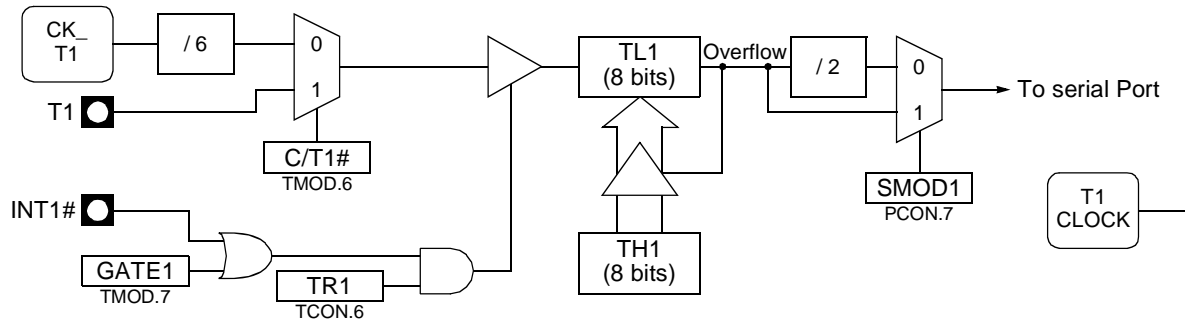 CK_
T1
/ 6
0
1
T1
C/T1#
TMOD.6
INT1#
GATE1
TMOD.7
TR1
TCON.6
TL1
(8 bits)
Overflow
TH1
(8 bits)
/ 2
0
1
To serial Port
SMOD1
PCON.7
T1
CLOCK